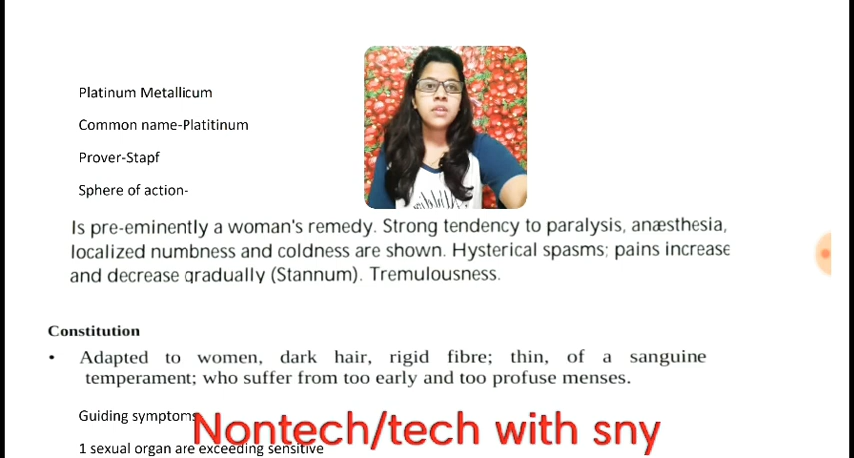 Platinum Metallicum
Common name-Platitinum
Prover-Stapf
Sphere of action-
Is pre-eminently a woman's remedy. Strong tendency to paralysis, anæsthesia,
localized numbness and coldness are shown. Hysterical spasms; pains increase
and decrease gradually (Stannum). Tremulousness.
Constitution
• Adapted to women, dark hair, rigid fibre; thin, of a sanguine
temperament; who suffer from too early and too profuse menses.
Guiding symptoms
Nontech/tech with sny
1 sexual organ are exceeding sensitive